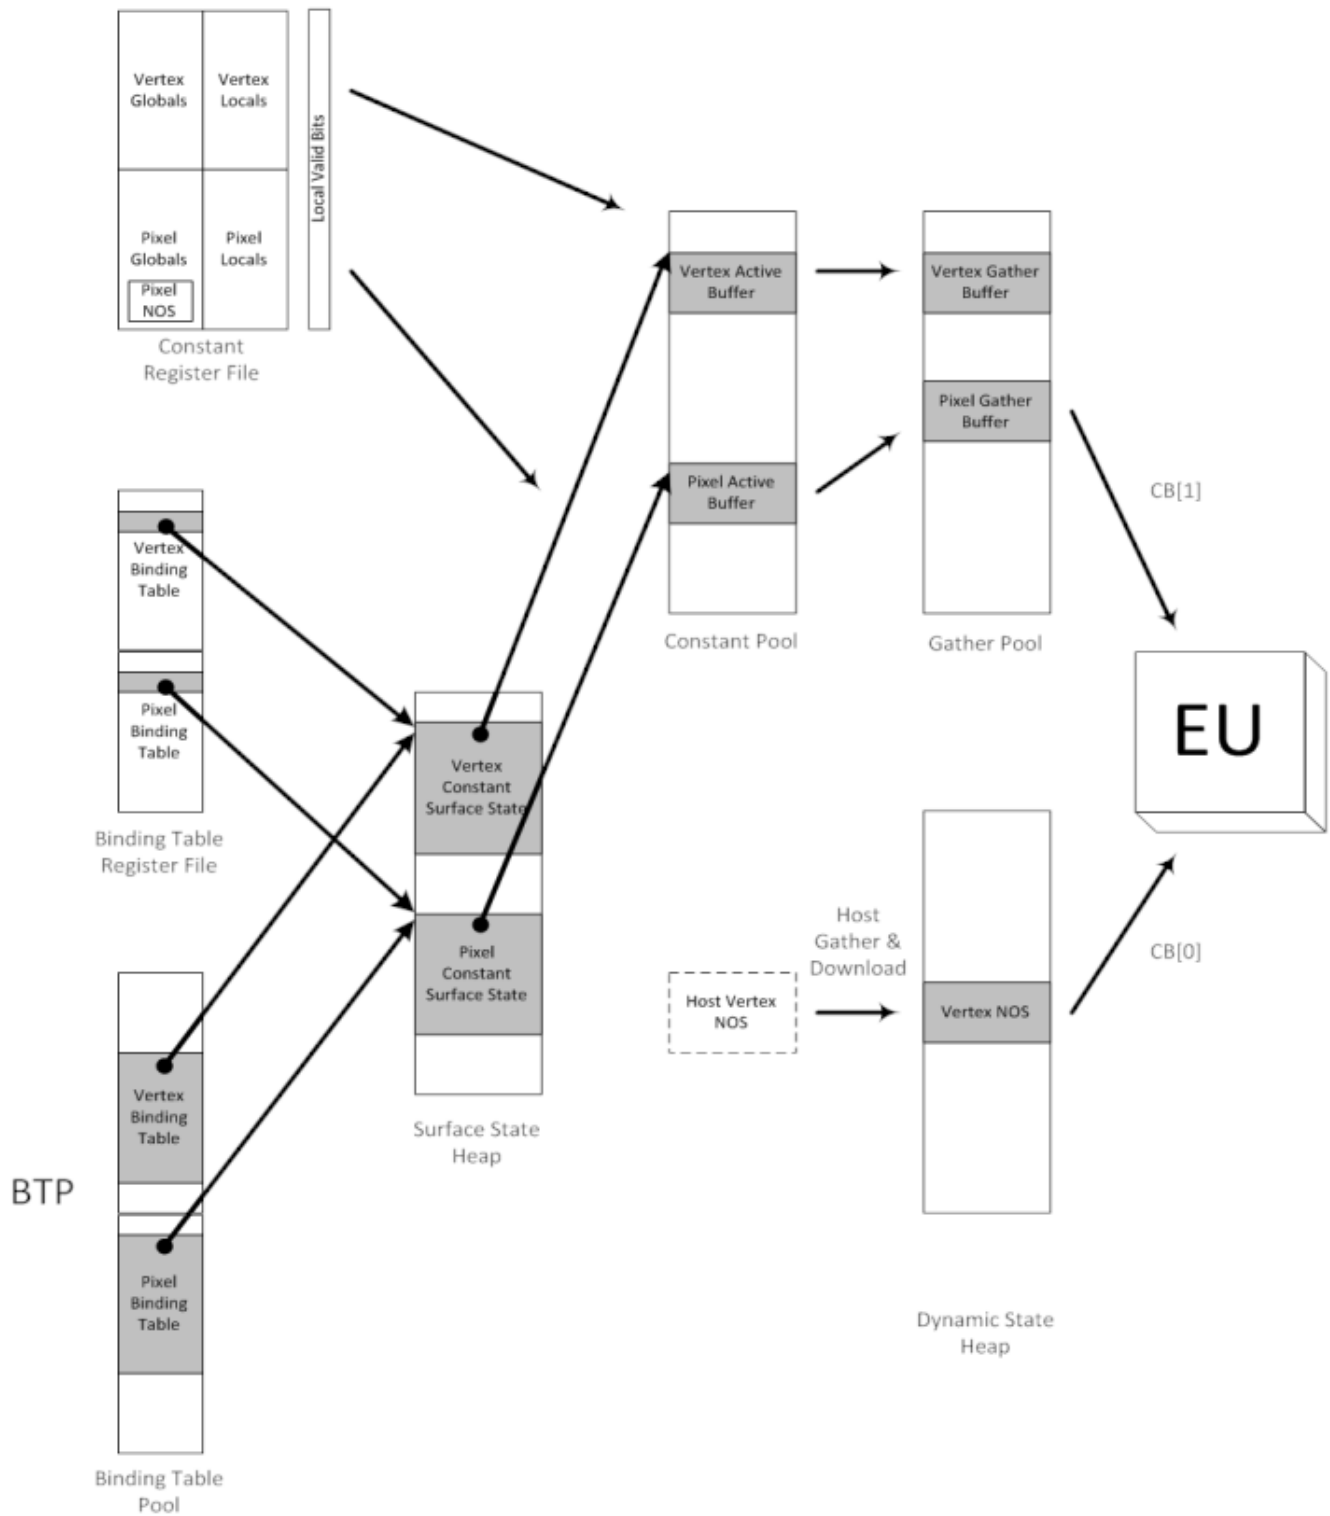 Vertex
Globals
Vertex
Locals
Local Valid Bits
Pixel
Globals
Pixel
Locals
Pixel
NOS
Constant
Register File
Vertex Active
Buffer
Vertex Gather
Buffer
Pixel Gather
Buffer
Pixel Active
Buffer
CB[1]
Constant Pool
Gather Pool
Vertex
Binding
Table
Pixel
Binding
Table
Binding Table
Register File
Vertex
Constant
Surface State
EU
Pixel
Constant
Surface State
Host
Gather &
Download
CB[0]
Host Vertex
NOS
Vertex NOS
Vertex
Binding
Table
Surface State
Heap
BTP
Pixel
Binding
Table
Dynamic State
Heap
Binding Table
Pool